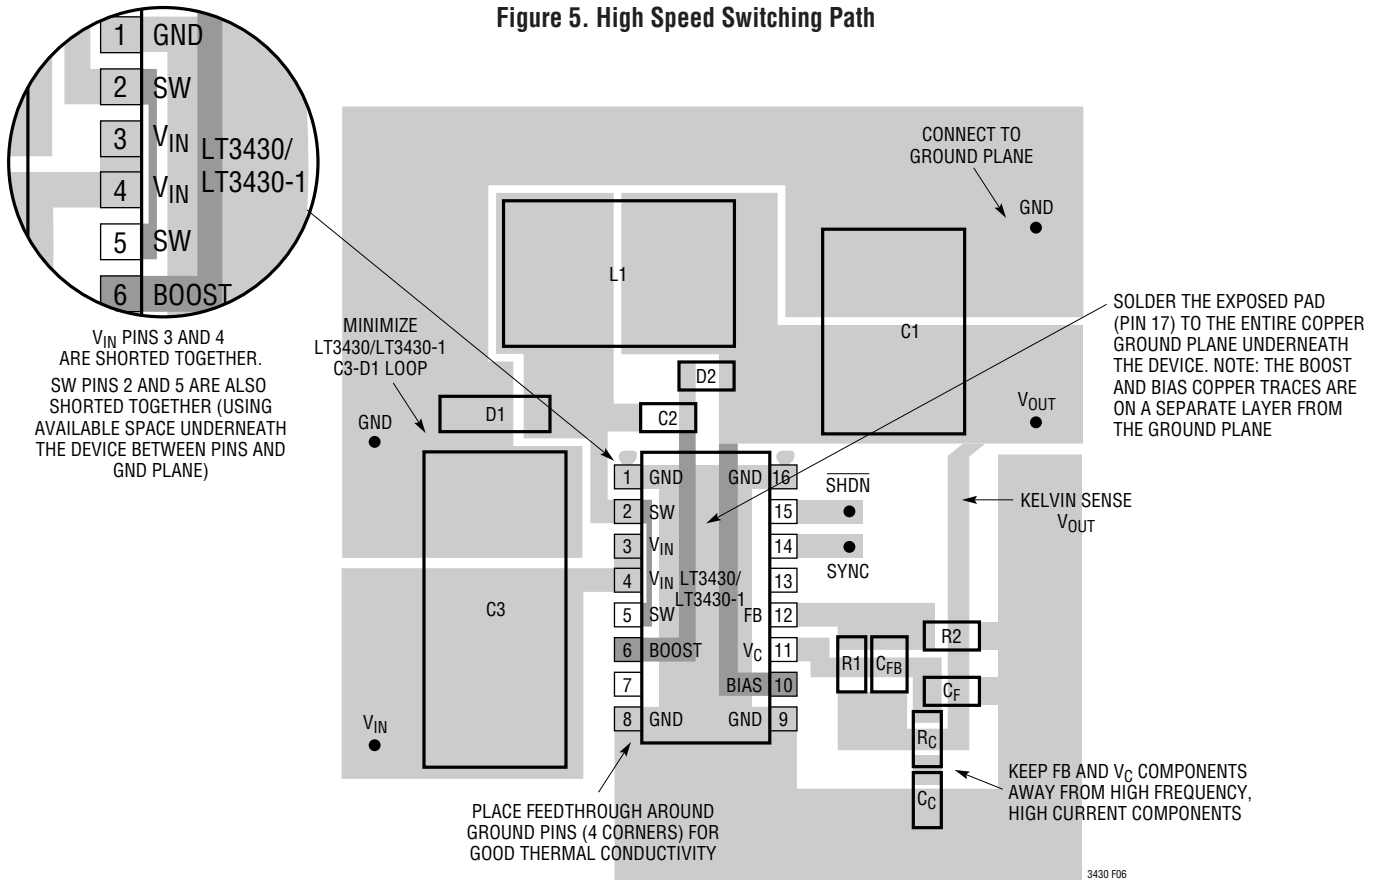 Figure 5. High Speed Switching Path
1 GND
2 SW
3 VIN
4 VIN
5 SW
6 BOOST
LT3430/
LT3430-1
VIN PINS 3 AND 4
ARE SHORTED TOGETHER.
SW PINS 2 AND 5 ARE ALSO
SHORTED TOGETHER (USING
AVAILABLE SPACE UNDERNEATH
THE DEVICE BETWEEN PINS AND
GND PLANE)
MINIMIZE
LT3430/LT3430-1
C3-D1 LOOP
GND
CONNECT TO
GROUND PLANE
GND
L1
C1
D2
D1
C2
SOLDER THE EXPOSED PAD
(PIN 17) TO THE ENTIRE COPPER
GROUND PLANE UNDERNEATH
THE DEVICE. NOTE: THE BOOST
AND BIAS COPPER TRACES ARE
ON A SEPARATE LAYER FROM
THE GROUND PLANE
VOUT
KELVIN SENSE
VOUT
1 GND
2 SW
3 VIN
4 VIN
5 SW
6 BOOST
7
8 GND
LT3430/
LT3430-1
GND 16
15
14
13
FB 12
VC 11
BIAS 10
GND 9
SHDN
SYNC
C3
VIN
R1
CFB
R2
CF
RC
CC
PLACE FEEDTHROUGH AROUND
GROUND PINS (4 CORNERS) FOR
GOOD THERMAL CONDUCTIVITY
KEEP FB AND VC COMPONENTS
AWAY FROM HIGH FREQUENCY,
HIGH CURRENT COMPONENTS
3430 F06